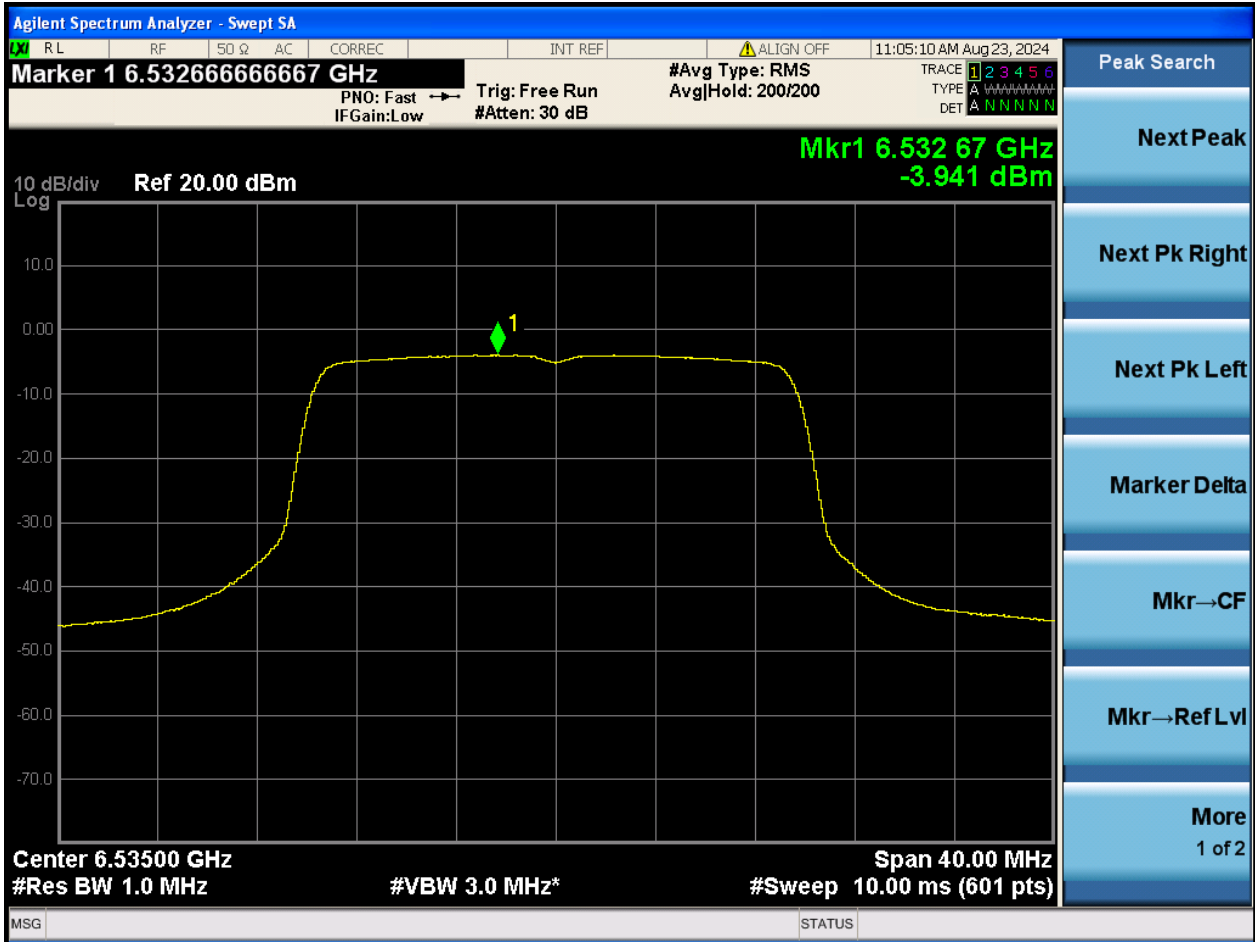 Agilent Spectrum Analyzer - Swept SA
LXI RL RF 50 Ω AC CORREC INT REF ALIGN OFF 11:05:10 AM Aug 23, 2024
Marker 1 6.532666666667 GHz
PNO: Fast
IFGain:Low
Trig: Free Run
#Atten: 30 dB
#Avg Type: RMS
Avg|Hold: 200/200
TRACE 1 2 3 4 5 6
TYPE A
DET A N N N N N
Mkr1 6.532 67 GHz
-3.941 dBm
10 dB/div Ref 20.00 dBm
Log
10.0
0.00
-10.0
-20.0
-30.0
-40.0
-50.0
-60.0
-70.0
1
Center 6.53500 GHz Span 40.00 MHz
#Res BW 1.0 MHz #VBW 3.0 MHz* #Sweep 10.00 ms (601 pts)
MSG STATUS
Peak Search
Next Peak
Next Pk Right
Next Pk Left
Marker Delta
Mkr→CF
Mkr→Ref Lvl
More
1 of 2